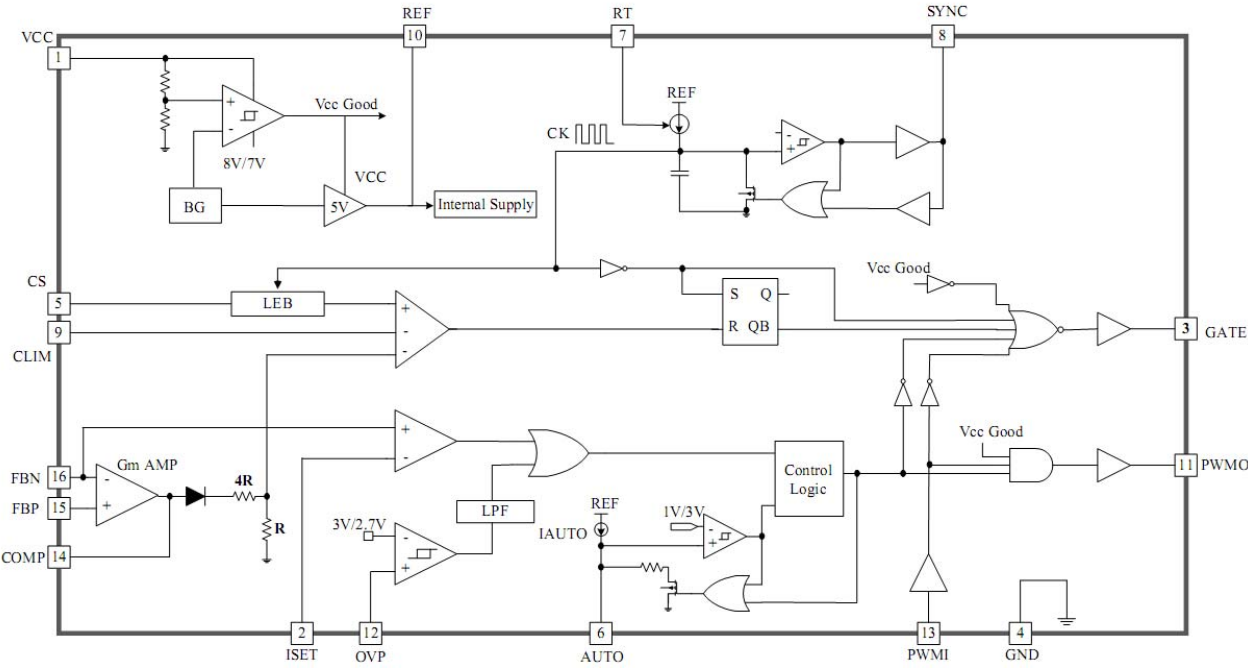 REF
RT
SYNC
VCC
1
10
7
8
REF
+
-
Vcc Good
8V/7V
CK
-
+
VCC
BG
5V
Internal Supply
CS
5
LEB
9
CLIM
+
-
-
S Q
R QB
Vcc Good
3
GATE
FBN
16
FBP
15
COMP
14
Gm AMP
-
+
4R
R
+
-
3V/2.7V
-
+
LPF
REF
IAUTO
1V/3V
-
+
Control
Logic
Vcc Good
11
PWMO
2
ISET
12
OVP
6
AUTO
13
PWMI
4
GND